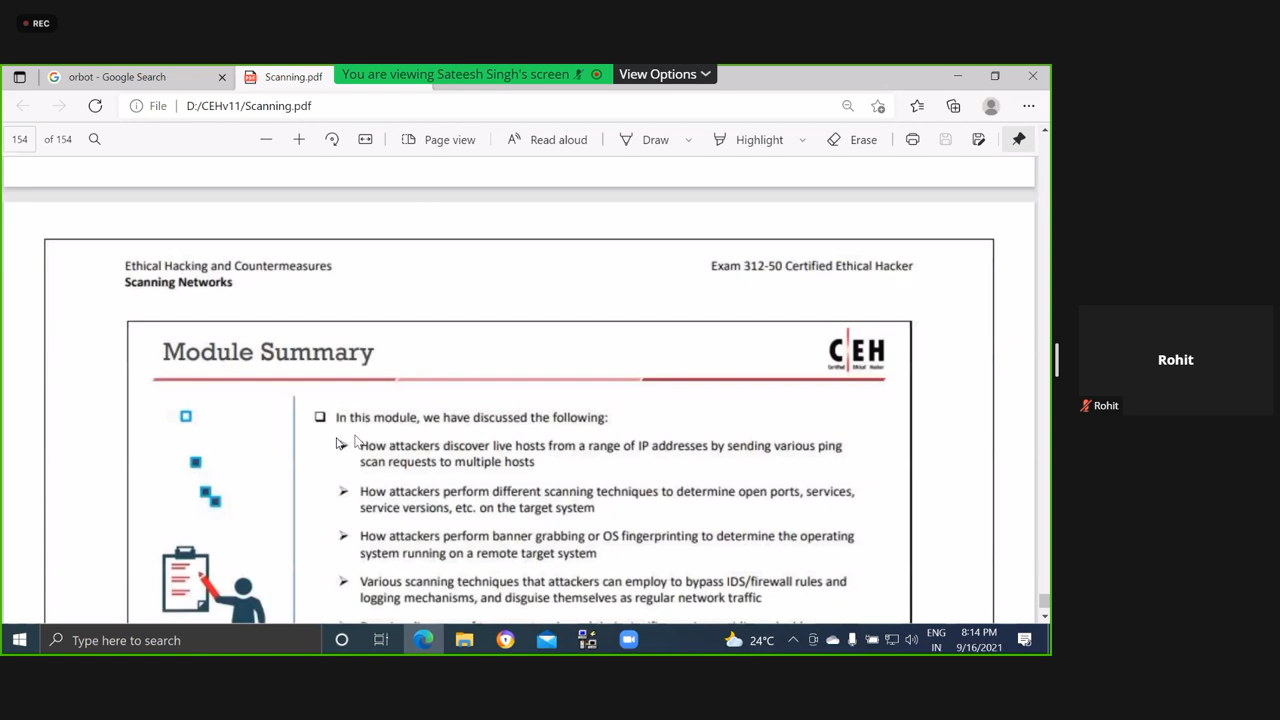 REC
orbot - Google Search
Scanning.pdf
You are viewing Sateesh Singh's screen
View Options
File
D:/CEHv11/Scanning.pdf
154 of 154
Page view
Read aloud
Draw
Highlight
Erase
Ethical Hacking and Countermeasures
Exam 312-50 Certified Ethical Hacker
Scanning Networks
Module Summary
CEH
Certified Ethical Hacker
In this module, we have discussed the following:
How attackers discover live hosts from a range of IP addresses by sending various ping
scan requests to multiple hosts
How attackers perform different scanning techniques to determine open ports, services,
service versions, etc. on the target system
How attackers perform banner grabbing or OS fingerprinting to determine the operating
system running on a remote target system
Various scanning techniques that attackers can employ to bypass IDS/firewall rules and
logging mechanisms, and disguise themselves as regular network traffic
Rohit
Rohit
Type here to search
24°C
ENG
IN
8:14 PM
9/16/2021